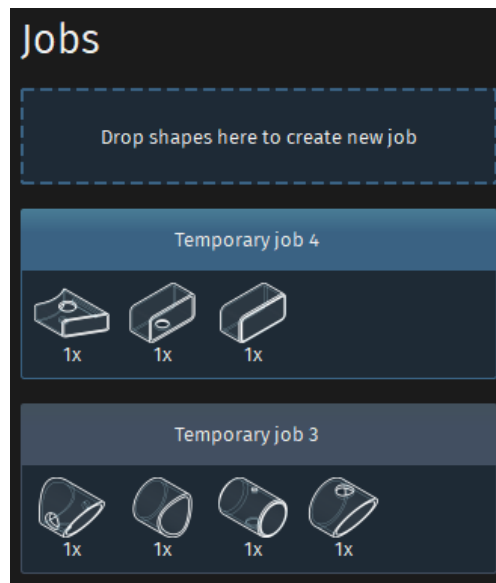 Jobs
Drop shapes here to create new job
Temporary job 4
1x 1x 1x
Temporary job 3
1x 1x 1x 1x